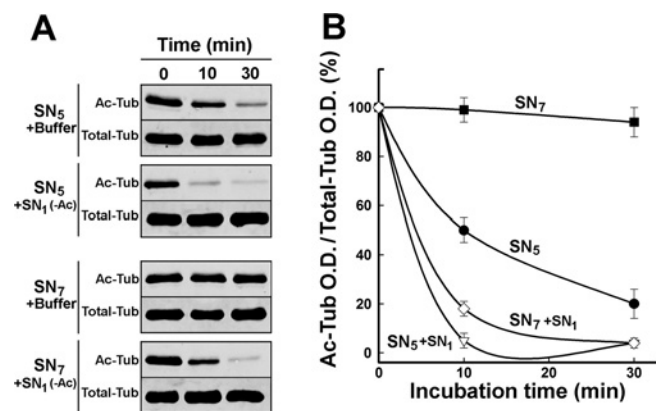 A
Time (min)
0 10 30
SN5
+Buffer
Ac-Tub
Total-Tub
SN5
+SN1 (-Ac)
Ac-Tub
Total-Tub
SN7
+Buffer
Ac-Tub
Total-Tub
SN7
+SN1 (-Ac)
Ac-Tub
Total-Tub
B
Ac-Tub O.D./Total-Tub O.D. (%)
100
80
60
40
20
0
SN7
SN5
SN7+SN1
SN5+SN1
0 10 20 30
Incubation time (min)